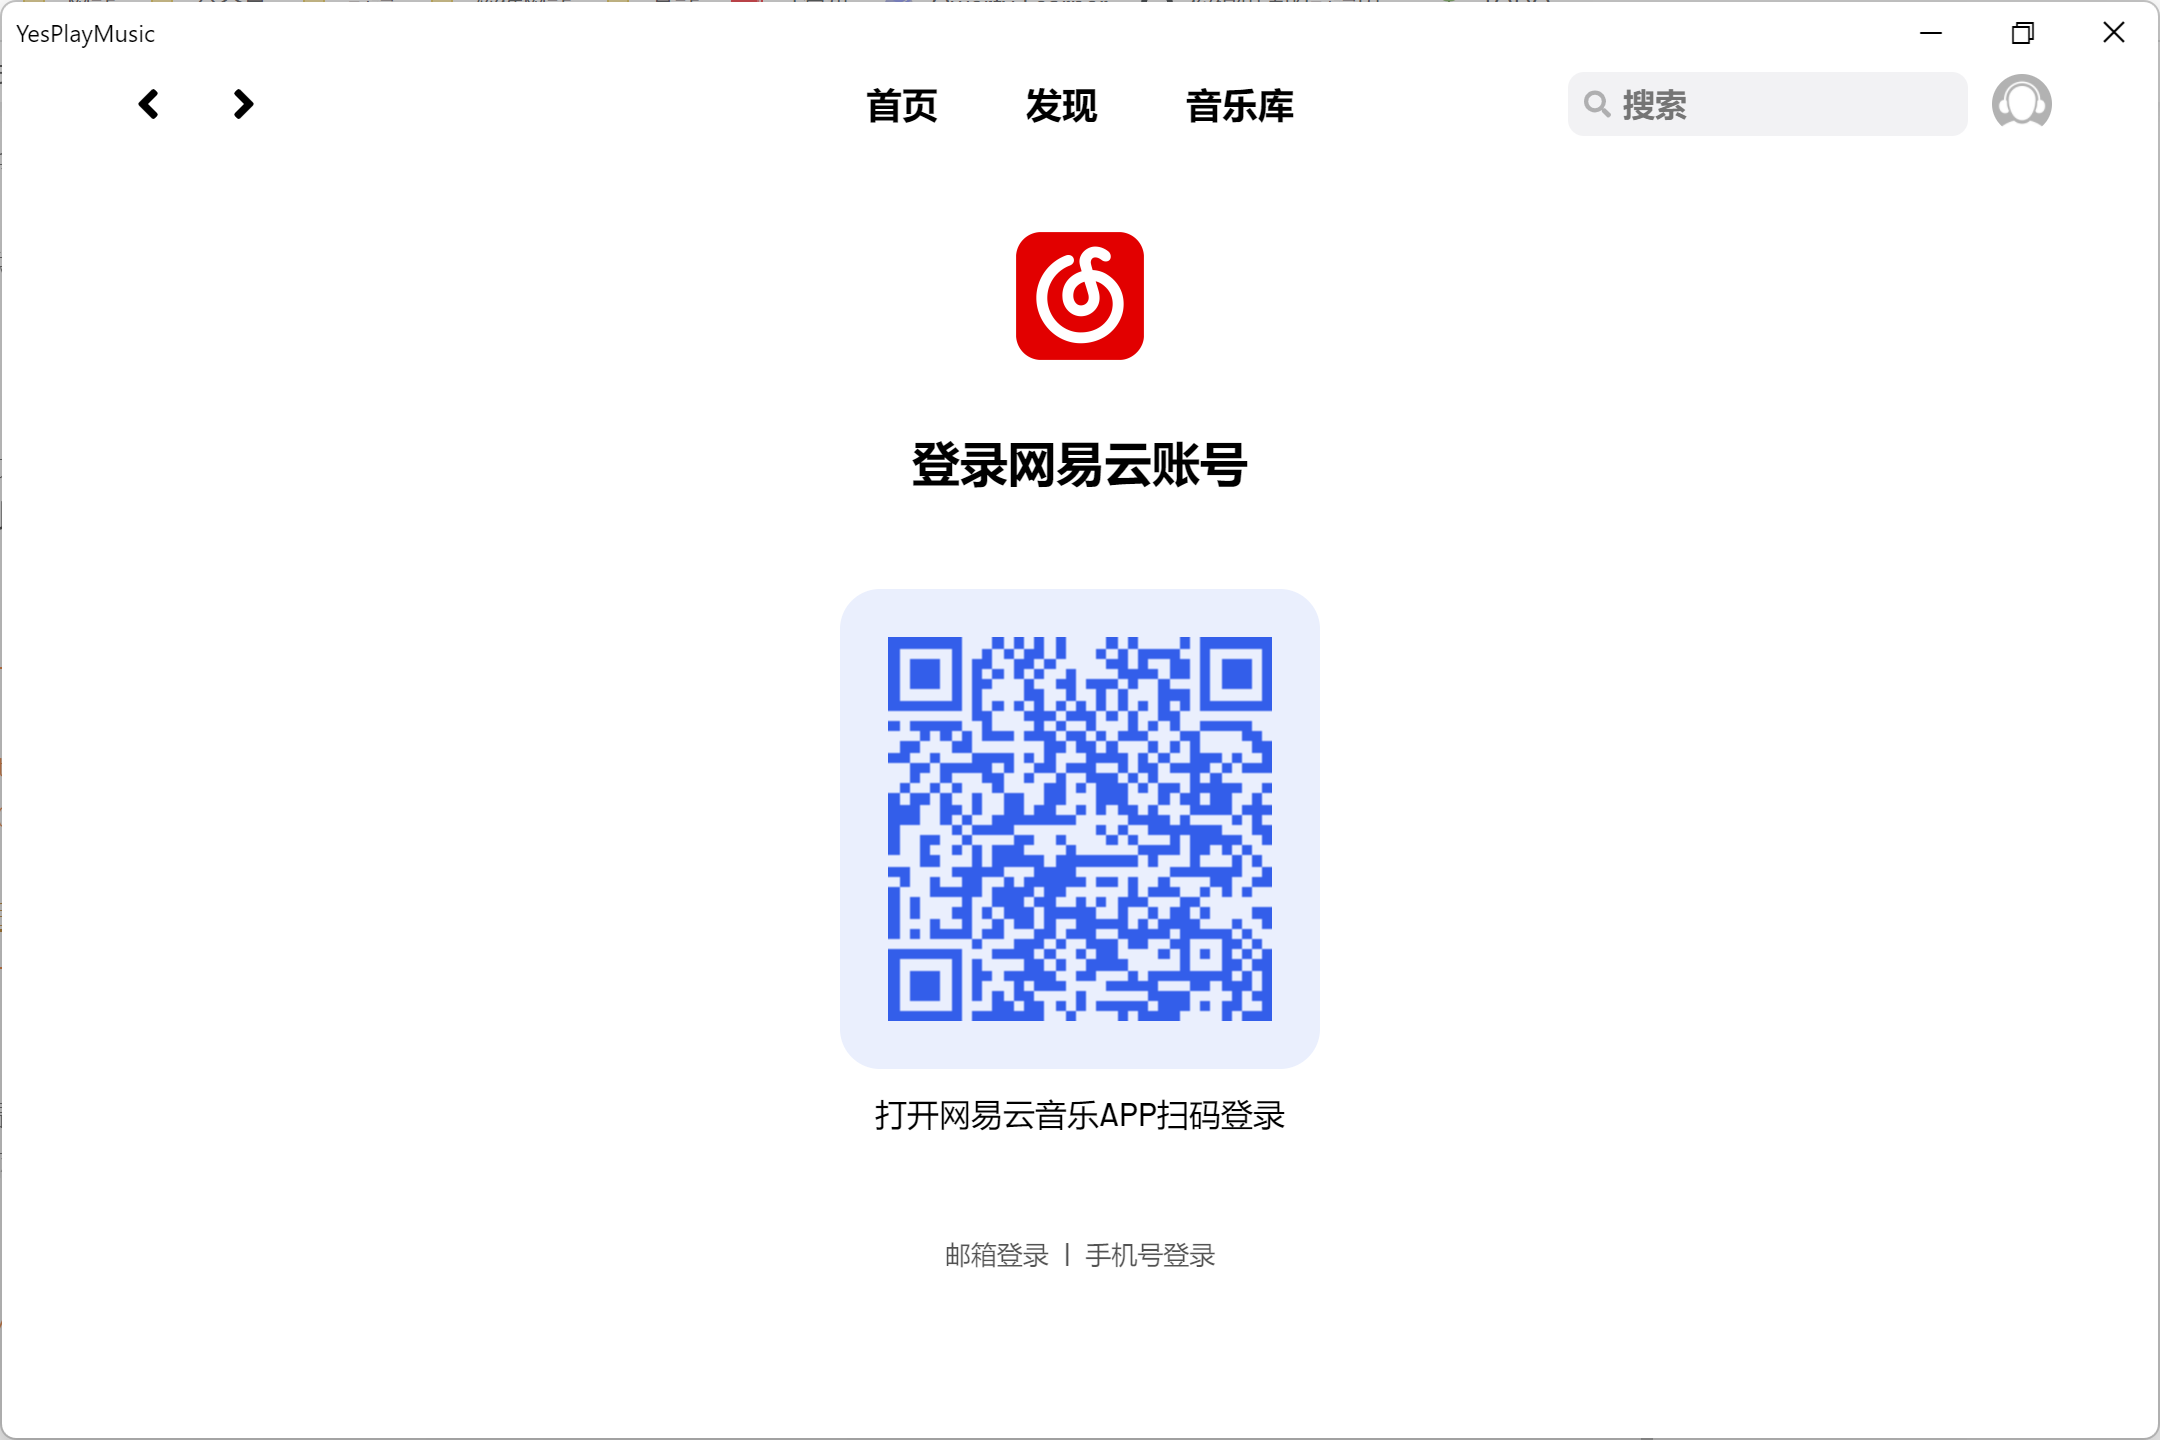 YesPlayMusic
首页 发现 音乐库 搜索
登录网易云账号
打开网易云音乐APP扫码登录
邮箱登录 | 手机号登录